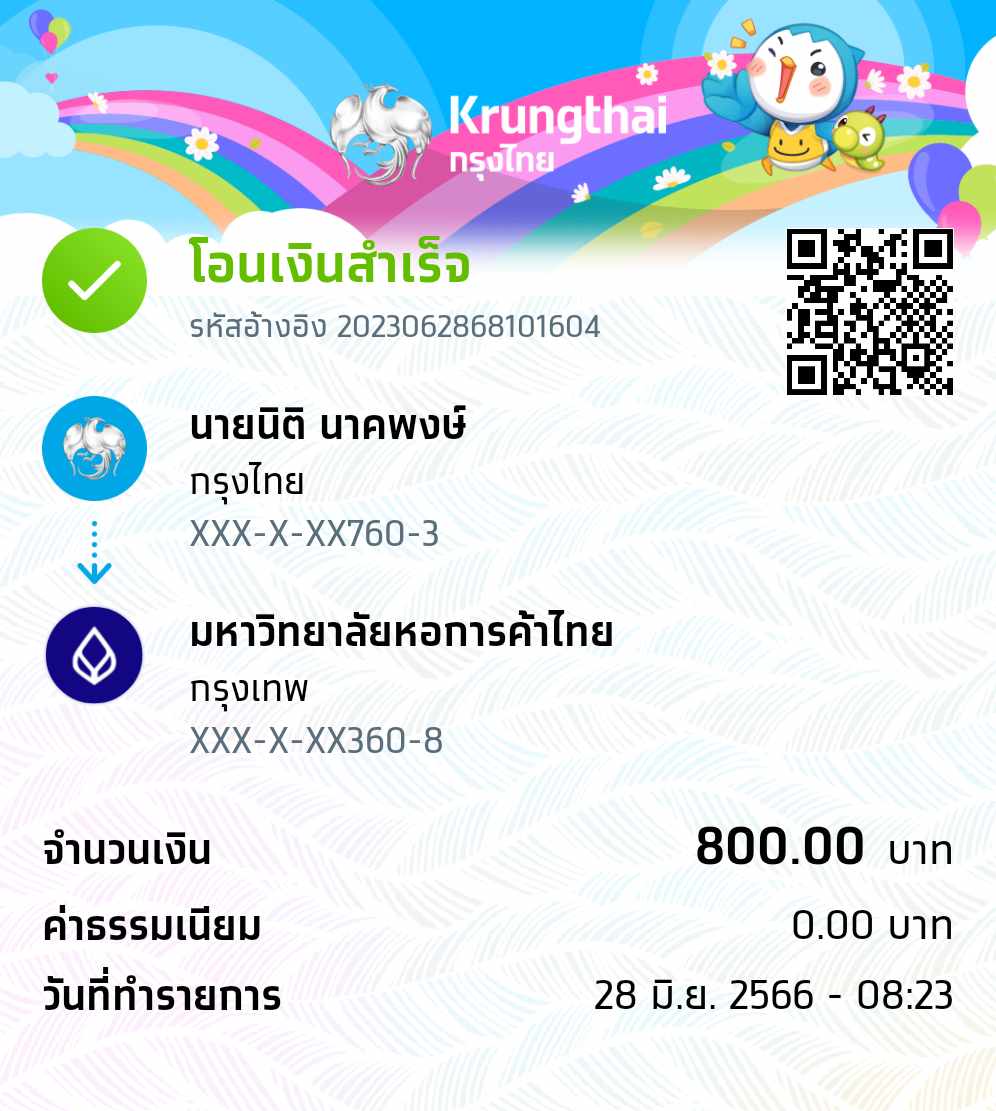 Krungthai
กรุงไทย
โอนเงินสำเร็จ
รหัสอ้างอิง 2023062868101604
นายนิติ นาคพงษ์
กรุงไทย
XXX-X-XX760-3
มหาวิทยาลัยหอการค้าไทย
กรุงเทพ
XXX-X-XX360-8
จำนวนเงิน 800.00 บาท
ค่าธรรมเนียม 0.00 บาท
วันที่ทำรายการ 28 มิ.ย. 2566 - 08:23